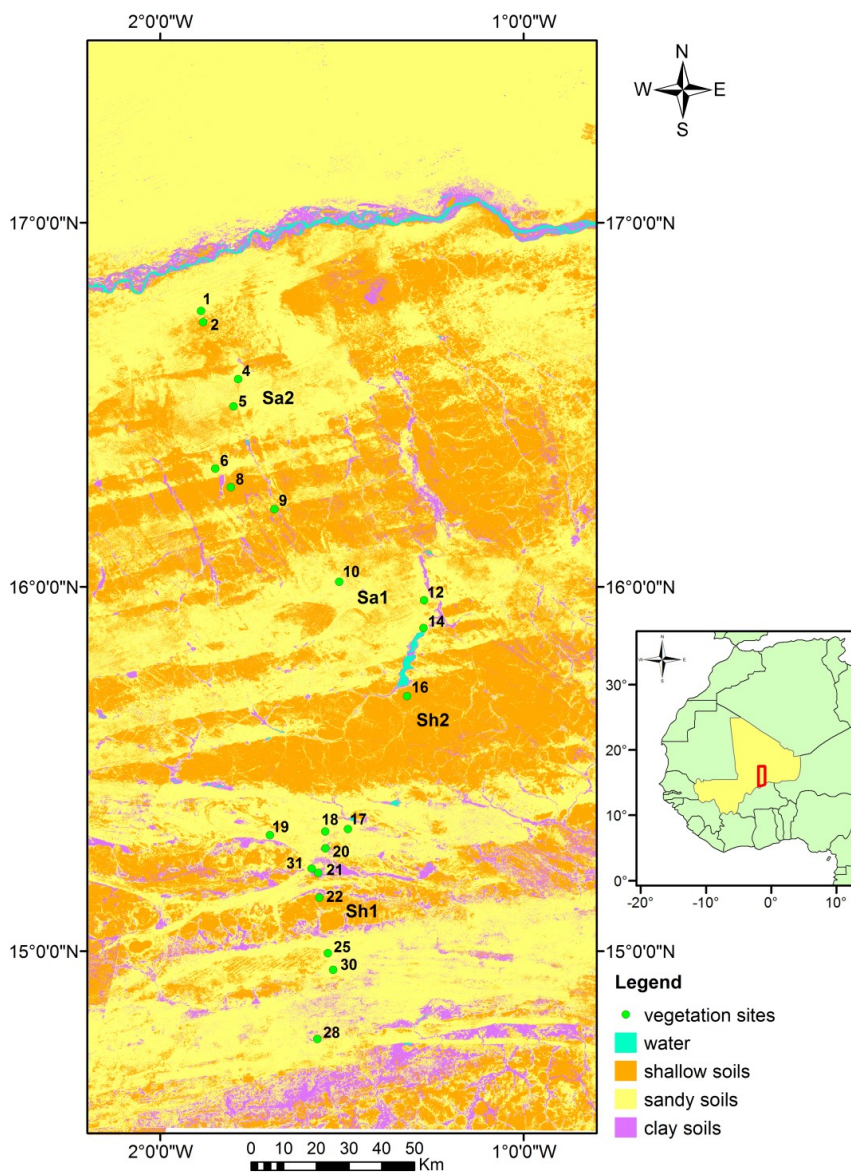 2°0'0"W 1°0'0"W
N
W E
S
17°0'0"N 17°0'0"N
1
2
4
5 Sa2
6
8
9
10
16°0'0"N 16°0'0"N
Sa1 12
14
16
Sh2
19 18 17
20
31 21
22
Sh1
15°0'0"N 15°0'0"N
25
30
28
2°0'0"W 1°0'0"W
0 10 20 30 40 50
Km
N
W E
S
30°
20°
10°
0°
-20° -10° 0° 10°
Legend
vegetation sites
water
shallow soils
sandy soils
clay soils